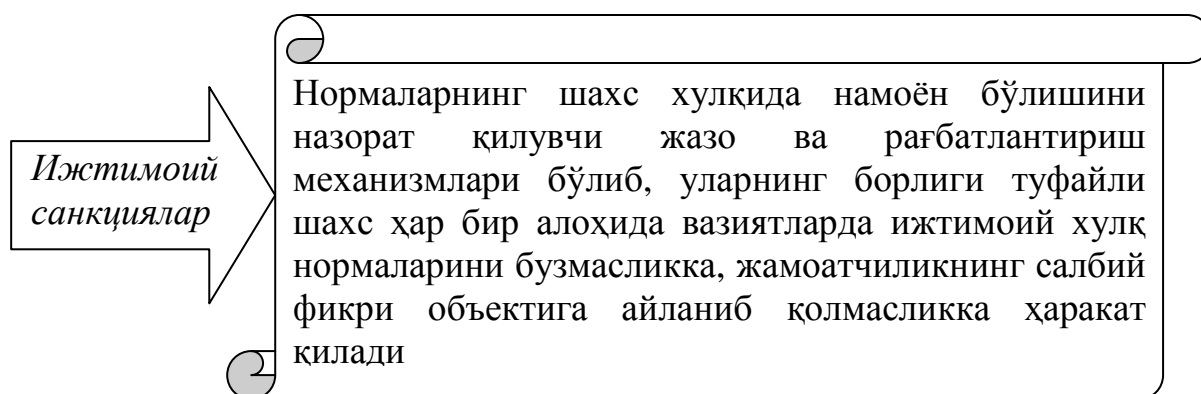 Ижтимоий
санкциялар
Нормаларнинг шахс хулқида намоён бўлишини
назорат қилувчи жазо ва рағбатлантириш
механизмлари бўлиб, уларнинг борлиги туфайли
шахс ҳар бир алоҳида вазиятларда ижтимоий хулқ
нормаларини бузмасликка, жамоатчиликнинг салбий
фикри объектига айланиб қолмасликка ҳаракат
қилади